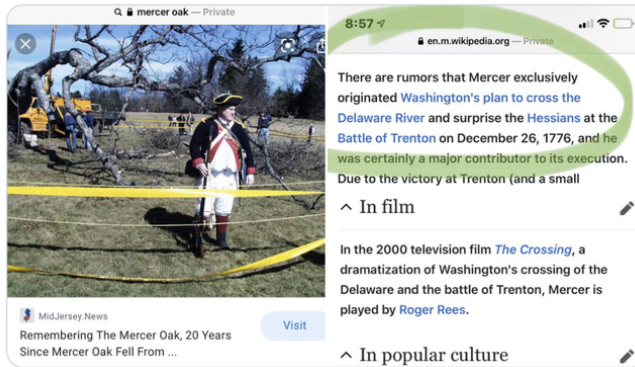 mercer oak — Private
MidJersey.News
Remembering The Mercer Oak, 20 Years
Since Mercer Oak Fell From ...
Visit
8:57
en.m.wikipedia.org — Private
There are rumors that Mercer exclusively
originated Washington's plan to cross the
Delaware River and surprise the Hessians at the
Battle of Trenton on December 26, 1776, and he
was certainly a major contributor to its execution.
Due to the victory at Trenton (and a small
In film
In the 2000 television film The Crossing, a
dramatization of Washington's crossing of the
Delaware and the battle of Trenton, Mercer is
played by Roger Rees.
In popular culture